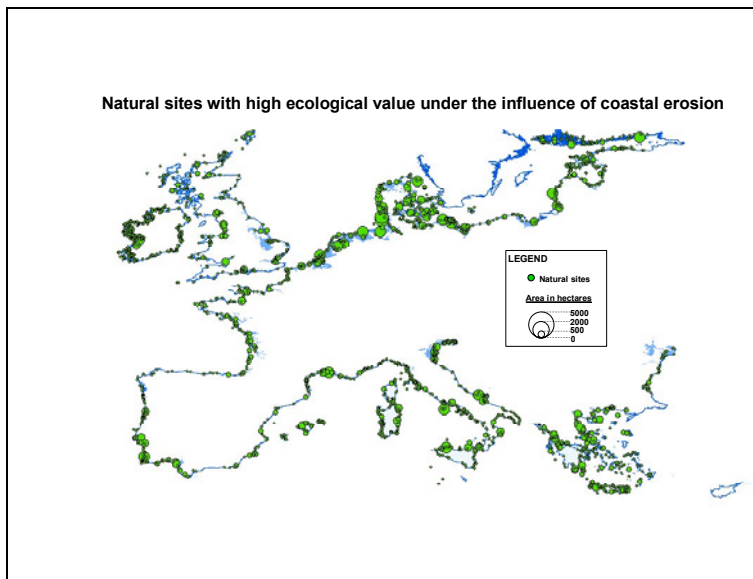 Natural sites with high ecological value under the influence of coastal erosion
LEGEND
Natural sites
Area in hectares
5000
2000
500
0